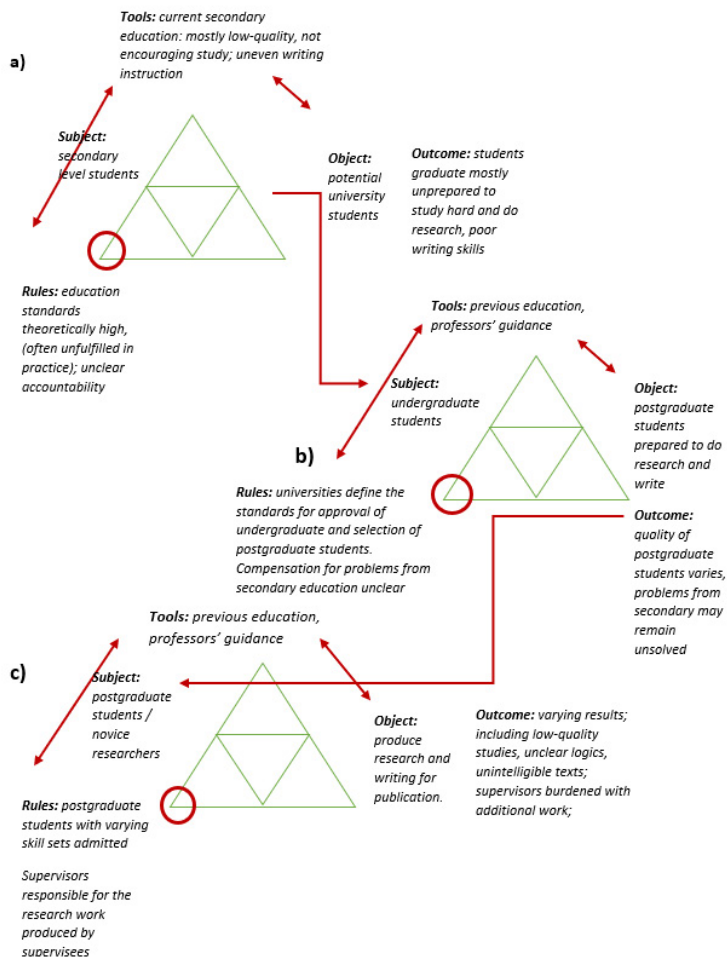 Tools: current secondary
education: mostly low-quality, not
encouraging study; uneven writing
instruction
a)
Subject:
secondary
level students
Object:
potential
university
students
Outcome: students
graduate mostly
unprepared to
study hard and do
research, poor
writing skills
Rules: education
standards
theoretically high,
(often unfulfilled in
practice); unclear
accountability
Tools: previous education,
professors’ guidance
Subject:
undergraduate
students
Object:
postgraduate
students
prepared to do
research and
write
b)
Rules: universities define the
standards for approval of
undergraduate and selection of
postgraduate students.
Compensation for problems from
secondary education unclear
Outcome:
quality of
postgraduate
students varies,
problems from
secondary may
remain
unsolved
Tools: previous education,
professors’ guidance
c)
Subject:
postgraduate
students /
novice
researchers
Object:
produce
research and
writing for
publication.
Outcome: varying results;
including low-quality
studies, unclear logics,
unintelligible texts;
supervisors burdened with
additional work;
Rules: postgraduate
students with varying
skill sets admitted
Supervisors
responsible for the
research work
produced by
supervisees